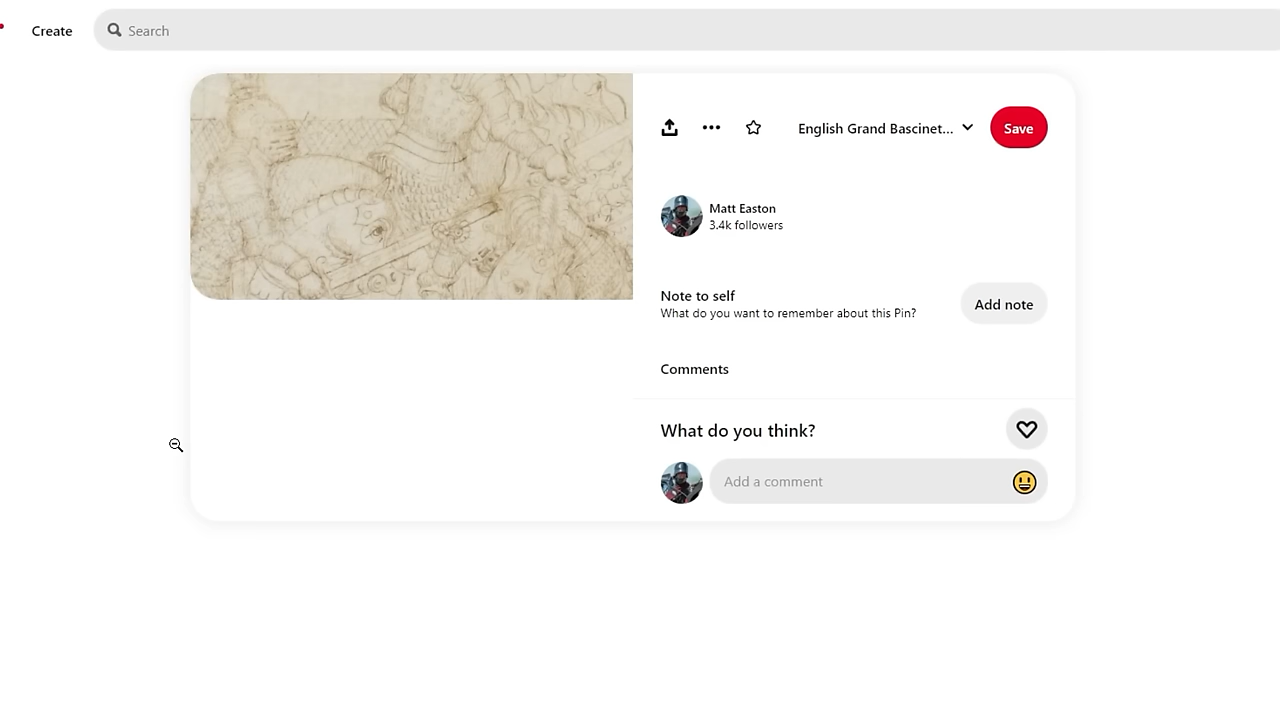 Create
Search
English Grand Bascinet...
Save
Matt Easton
3.4k followers
Note to self
What do you want to remember about this Pin?
Add note
Comments
What do you think?
Add a comment